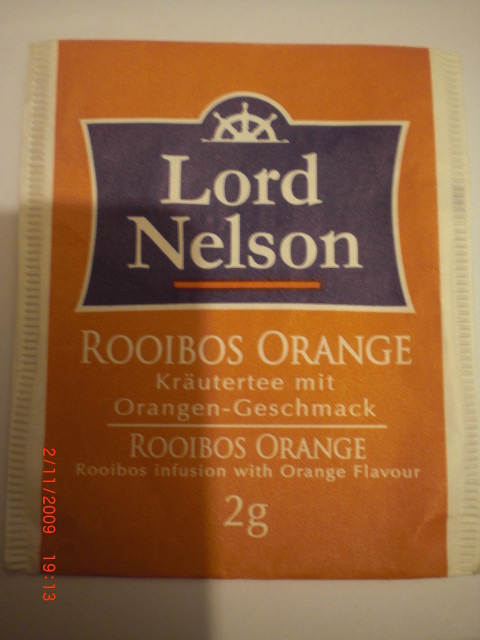 Lord
Nelson
ROOIBOS ORANGE
Kräutertee mit
Orangen-Geschmack
ROOIBOS ORANGE
Rooibos infusion with Orange Flavour
2g
2/11/2009 19:13